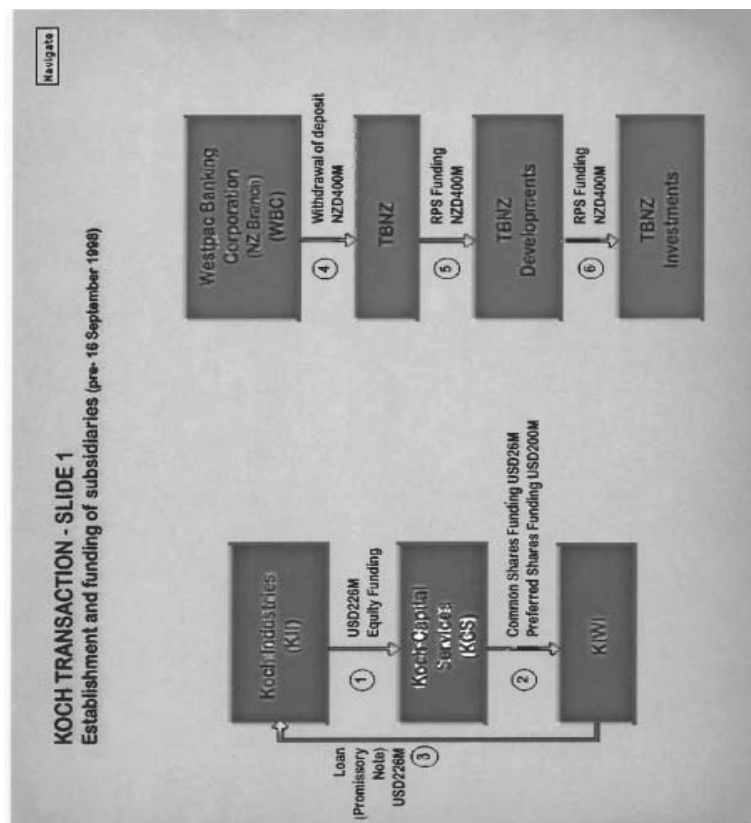 Navigate
KOCH TRANSACTION - SLIDE 1
Establishment and funding of subsidiaries (pre- 16 September 1998)
Koch Industries
(KII)
1
USD226M
Equity Funding
Koch Capital
Services
(KCS)
2
Common Shares Funding USD26M
Preferred Shares Funding USD200M
KIWI
Loan
(Promissory
Note)
USD226M
3
Westpac Banking
Corporation
(NZ Branch)
(WBC)
4
Withdrawal of deposit
NZD400M
TBNZ
5
RPS Funding
NZD400M
TBNZ
Developments
6
RPS Funding
NZD400M
TBNZ
Investments